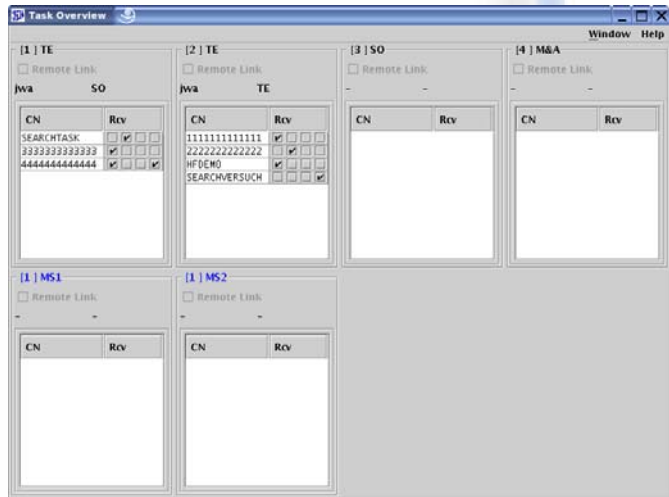 Task Overview
Window Help
[1 ] TE
Remote Link
jwa SO
CN Rcv
SEARCHTASK
3333333333333
4444444444444
[2 ] TE
Remote Link
jwa TE
CN Rcv
1111111111111
2222222222222
HFDEMO
SEARCHVERSUCH
[3 ] SO
Remote Link
- -
CN Rcv
[4 ] M&A
Remote Link
- -
CN Rcv
[1 ] MS1
Remote Link
- -
CN Rcv
[1 ] MS2
Remote Link
- -
CN Rcv